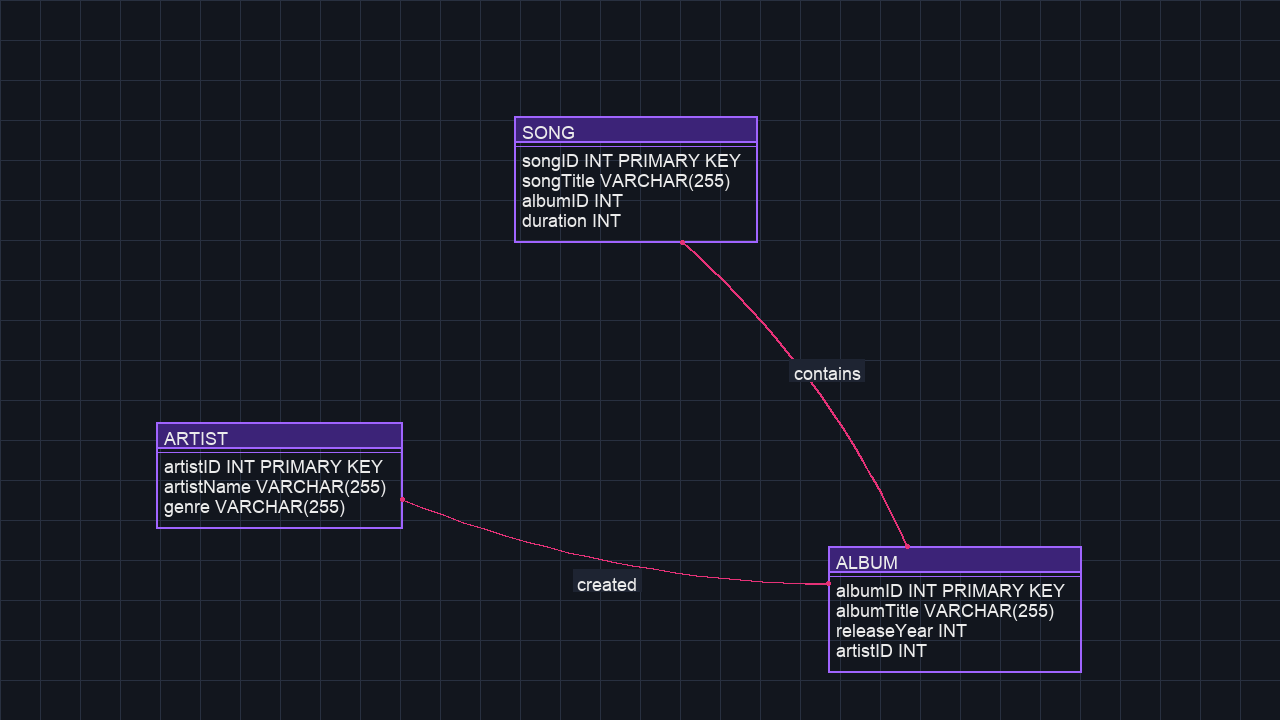 SONG
songID INT PRIMARY KEY
songTitle VARCHAR(255)
albumID INT
duration INT
contains
ARTIST
artistID INT PRIMARY KEY
artistName VARCHAR(255)
genre VARCHAR(255)
created
ALBUM
albumID INT PRIMARY KEY
albumTitle VARCHAR(255)
releaseYear INT
artistID INT